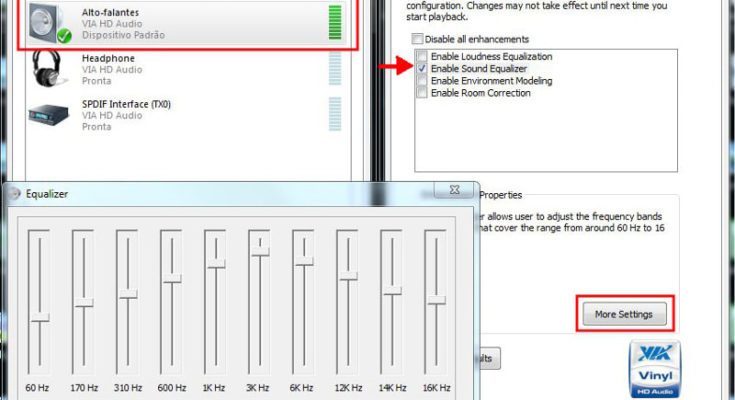 Alto-falantes
VIA HD Audio
Dispositivo Padrão
Headphone
VIA HD Audio
Pronta
SPDIF Interface (TX0)
VIA HD Audio
Pronta
configuration. Changes may not take effect until next time you
start playback.
Disable all enhancements
Enable Loudness Equalization
Enable Sound Equalizer
Enable Environment Modeling
Enable Room Correction
Properties
er allows user to adjust the frequency bands
hat cover the range from around 60 Hz to 16
More Settings
ults
VIA
Vinyl
HD Audio
Equalizer
60 Hz 170 Hz 310 Hz 600 Hz 1K Hz 3K Hz 6K Hz 12K Hz 14K Hz 16K Hz